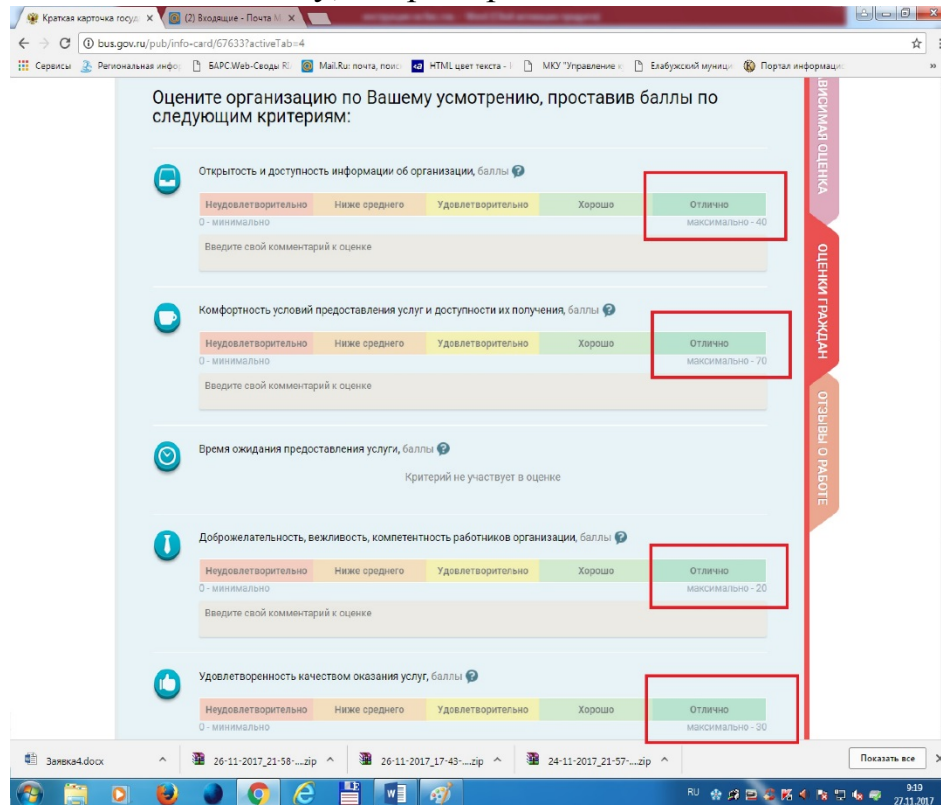 Краткая карточка госуд
(2) Входящие - Почта М
bus.gov.ru/pub/info-card/67633?activeTab=4
Сервисы
Региональная инфо
БАРС.Web-Своды R
Mail.Ru: почта, поис
HTML цвет текста -
МКУ "Управление
Елабужский муници
Портал информаци
Оцените организацию по Вашему усмотрению, проставив баллы по
следующим критериям:
Открытость и доступность информации об организации, баллы ?
Неудовлетворительно Ниже среднего Удовлетворительно Хорошо Отлично
0 - минимально максимально - 40
Введите свой комментарий к оценке
Комфортность условий предоставления услуг и доступности их получения, баллы ?
Неудовлетворительно Ниже среднего Удовлетворительно Хорошо Отлично
0 - минимально максимально - 70
Введите свой комментарий к оценке
Время ожидания предоставления услуги, баллы ?
Критерий не участвует в оценке
Доброжелательность, вежливость, компетентность работников организации, баллы ?
Неудовлетворительно Ниже среднего Удовлетворительно Хорошо Отлично
0 - минимально максимально - 20
Введите свой комментарий к оценке
Удовлетворенность качеством оказания услуг, баллы ?
Неудовлетворительно Ниже среднего Удовлетворительно Хорошо Отлично
0 - минимально максимально - 30
ВИСИМАЯ ОЦЕНКА
ОЦЕНКИ ГРАЖДАН
ОТЗЫВЫ О РАБОТЕ
Заявка4.docx
26-11-2017_21-58-....zip
26-11-2017_17-43-....zip
24-11-2017_21-57-....zip
Показать все
RU
9:19
27.11.2017